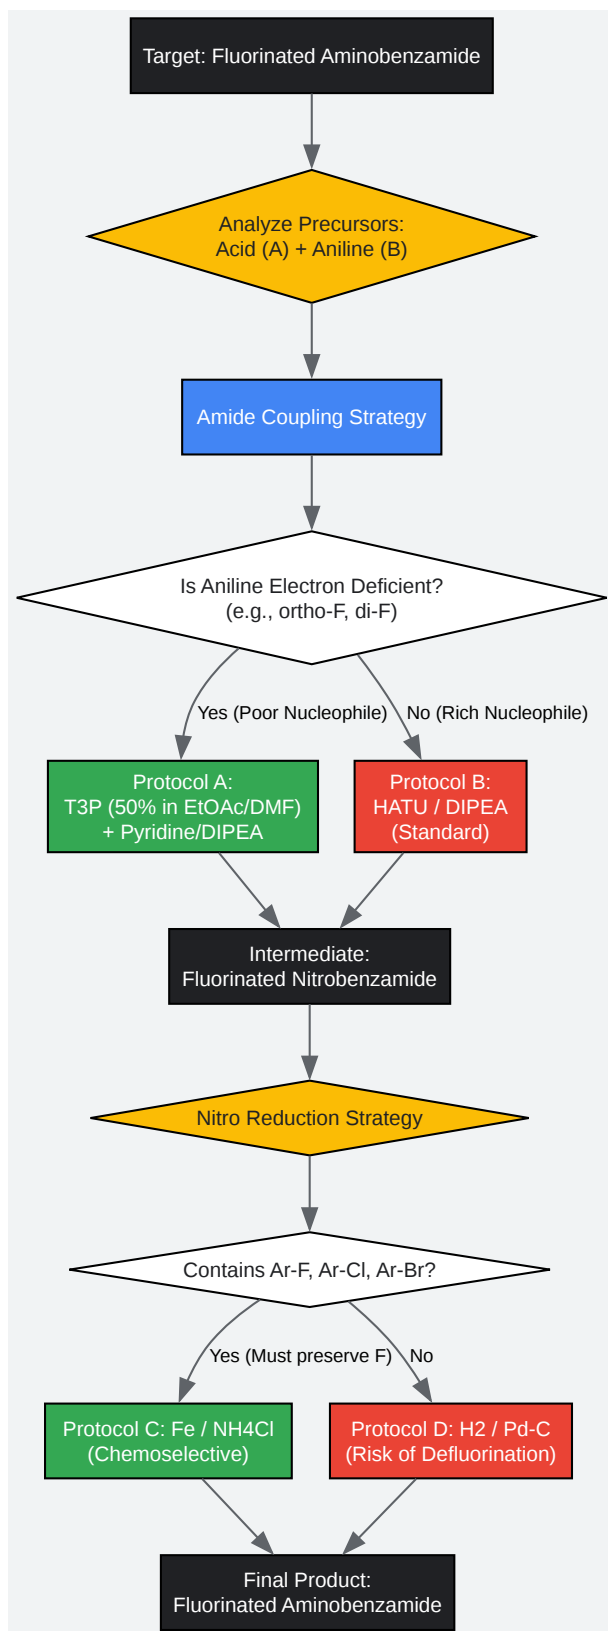 Target: Fluorinated Aminobenzamide
Analyze Precursors:
Acid (A) + Aniline (B)
Amide Coupling Strategy
Is Aniline Electron Deficient?
(e.g., ortho-F, di-F)
Yes (Poor Nucleophile)
No (Rich Nucleophile)
Protocol A:
T3P (50% in EtOAc/DMF)
+ Pyridine/DIPEA
Protocol B:
HATU / DIPEA
(Standard)
Intermediate:
Fluorinated Nitrobenzamide
Nitro Reduction Strategy
Contains Ar-F, Ar-Cl, Ar-Br?
Yes (Must preserve F)
No
Protocol C: Fe / NH4Cl
(Chemoselective)
Protocol D: H2 / Pd-C
(Risk of Defluorination)
Final Product:
Fluorinated Aminobenzamide